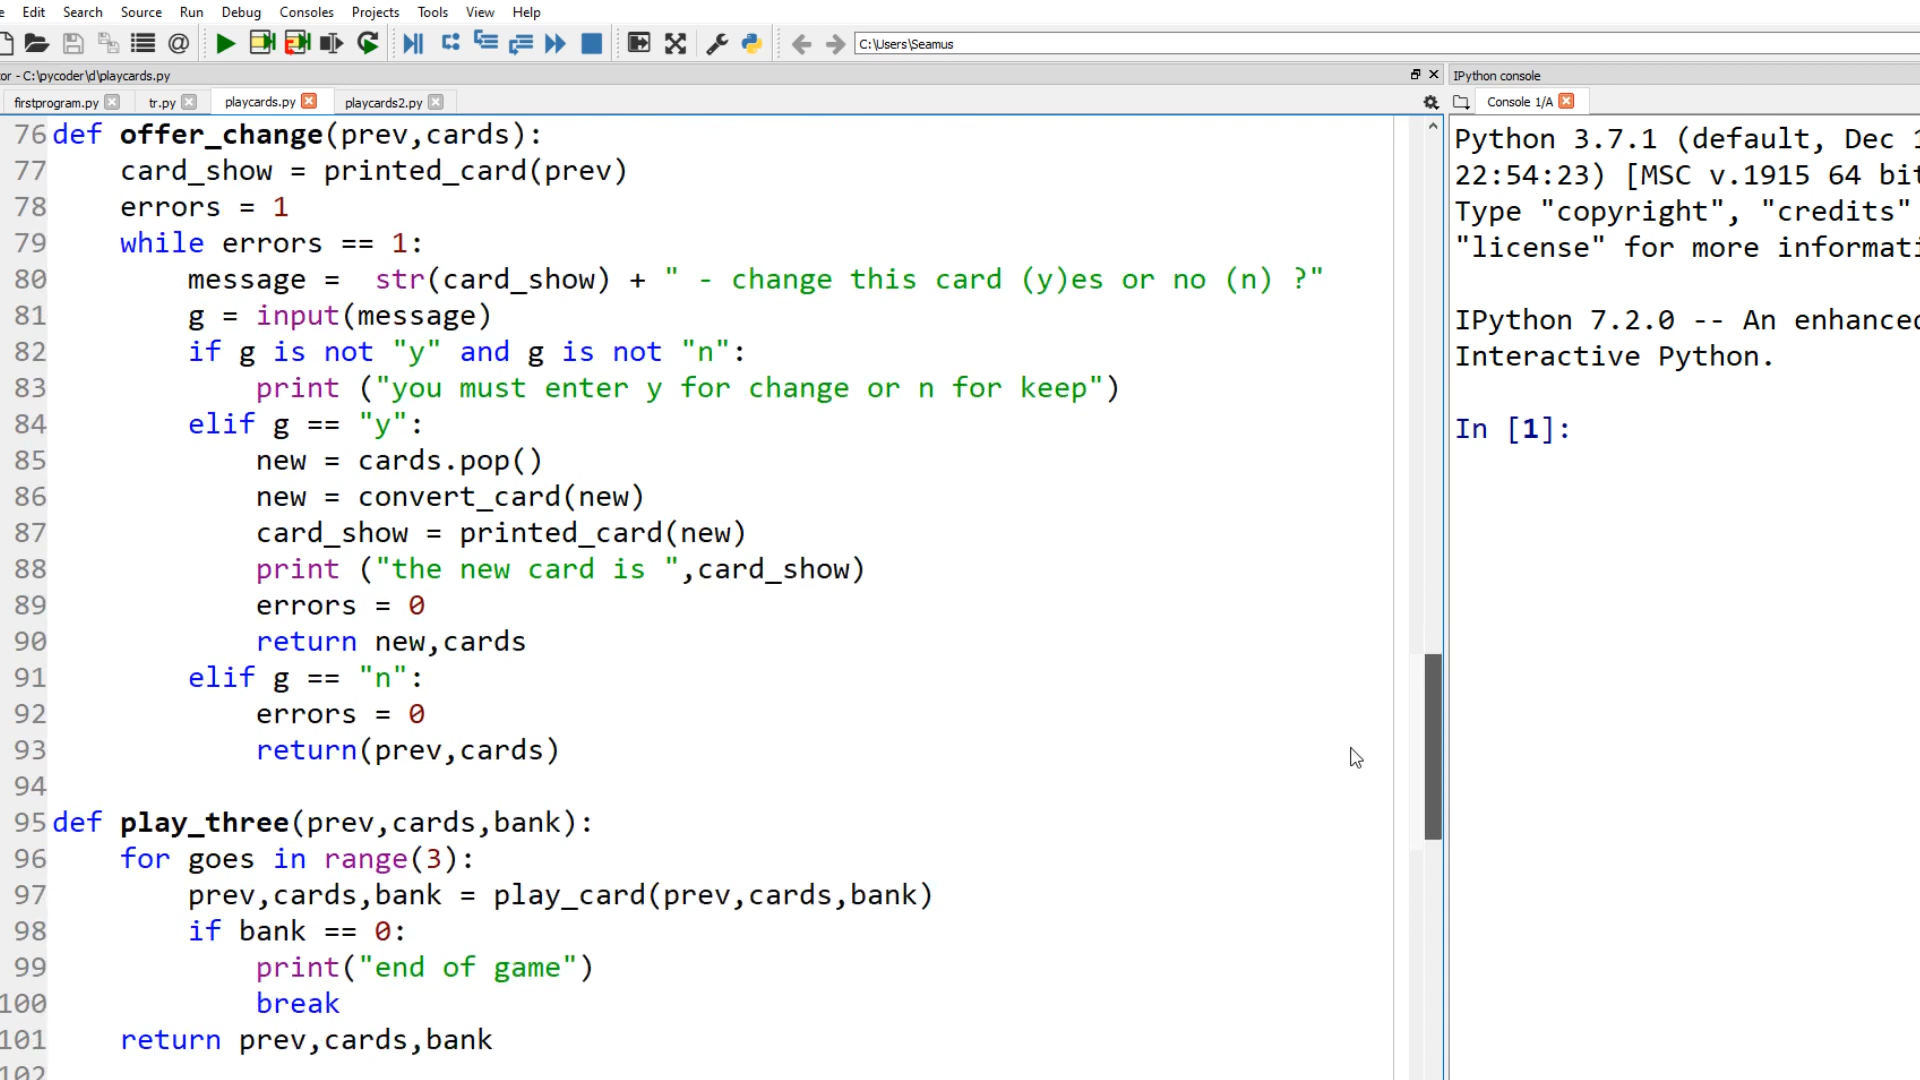 Edit Search Source Run Debug Consoles Projects Tools View Help
C:\Users\Seamus
or - C:\pycoder\d\playcards.py
IPython console
firstprogram.py tr.py playcards.py playcards2.py
Console 1/A
76 def offer_change(prev,cards):
77 card_show = printed_card(prev)
78 errors = 1
79 while errors == 1:
80 message =  str(card_show) + " - change this card (y)es or no (n) ?"
81 g = input(message)
82 if g is not "y" and g is not "n":
83 print ("you must enter y for change or n for keep")
84 elif g == "y":
85 new = cards.pop()
86 new = convert_card(new)
87 card_show = printed_card(new)
88 print ("the new card is ",card_show)
89 errors = 0
90 return new,cards
91 elif g == "n":
92 errors = 0
93 return(prev,cards)
94
95 def play_three(prev,cards,bank):
96 for goes in range(3):
97 prev,cards,bank = play_card(prev,cards,bank)
98 if bank == 0:
99 print("end of game")
100 break
101 return prev,cards,bank
102
Python 3.7.1 (default, Dec 1
22:54:23) [MSC v.1915 64 bit
Type "copyright", "credits"
"license" for more informati
IPython 7.2.0 -- An enhanced
Interactive Python.
In [1]: